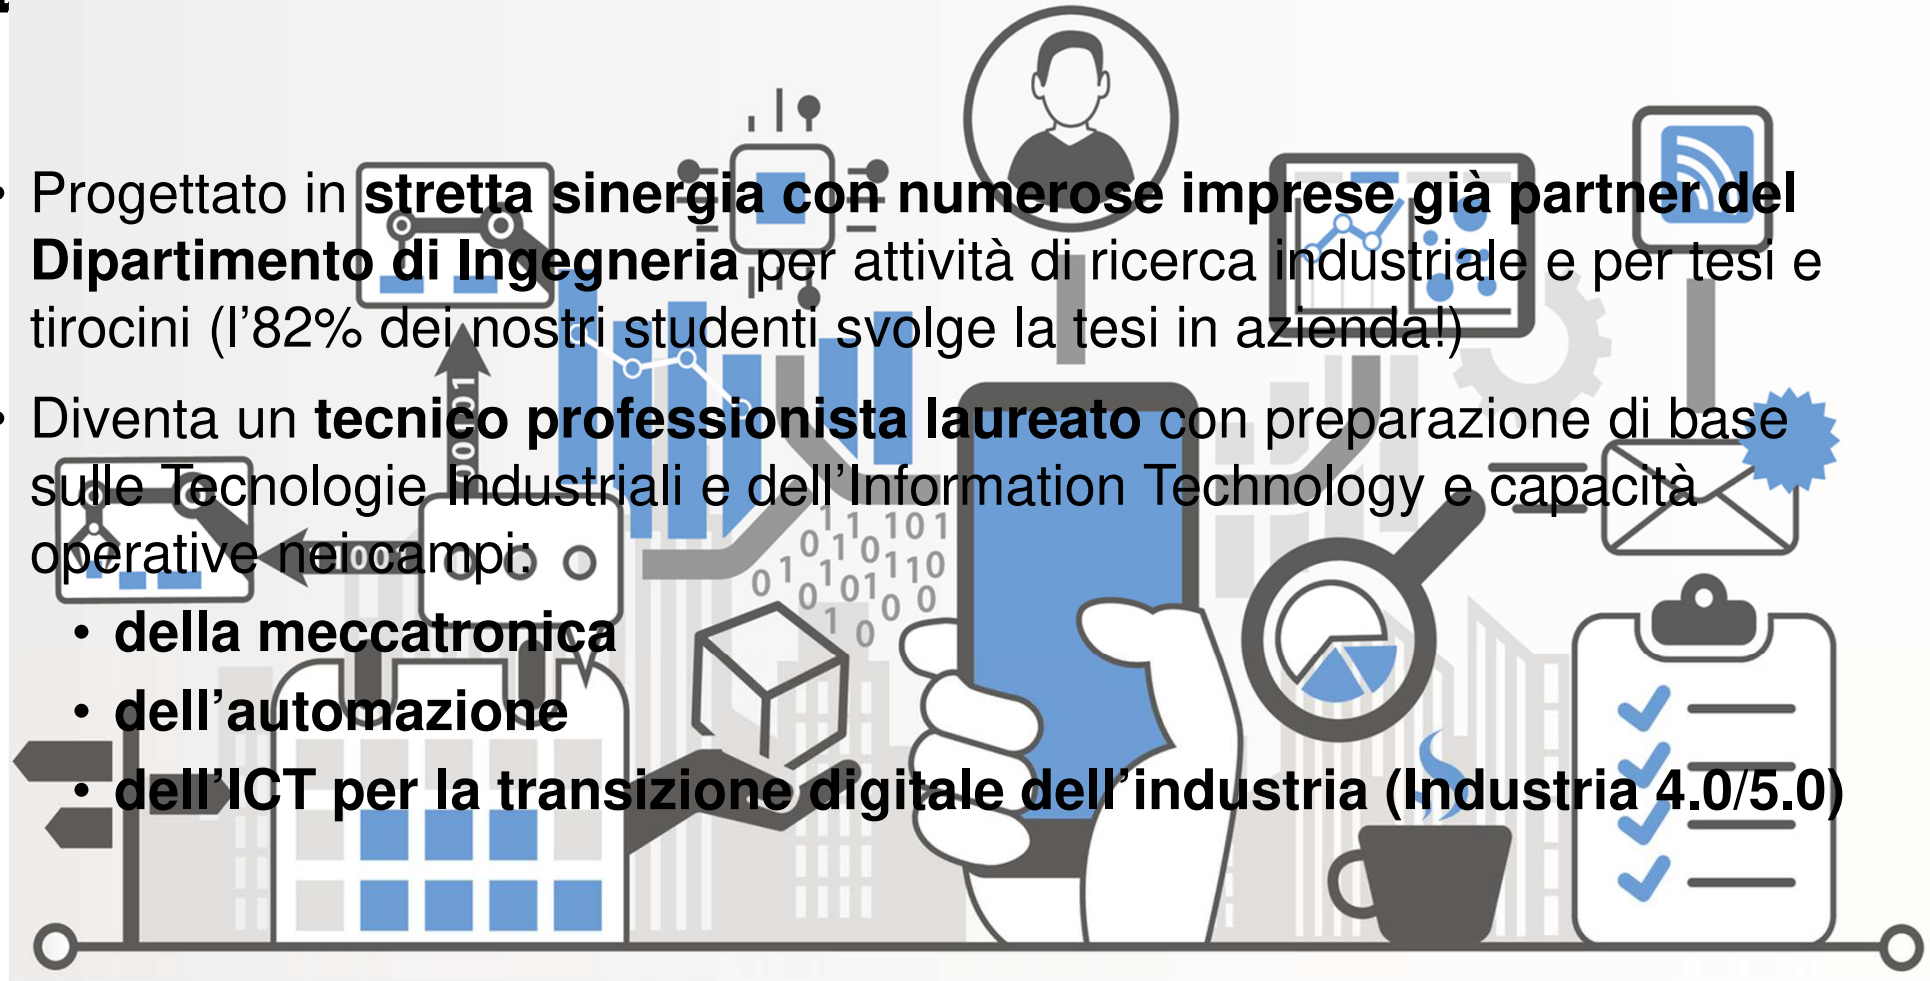 • Progettato in stretta sinergia con numerose imprese già partner del
Dipartimento di Ingegneria per attività di ricerca industriale e per tesi e
tirocini (l’82% dei nostri studenti svolge la tesi in azienda!)
• Diventa un tecnico professionista laureato con preparazione di base
sulle Tecnologie Industriali e dell’Information Technology e capacità
operative nei campi:
• della meccatronica
• dell’automazione
• dell’ICT per la transizione digitale dell’industria (Industria 4.0/5.0)